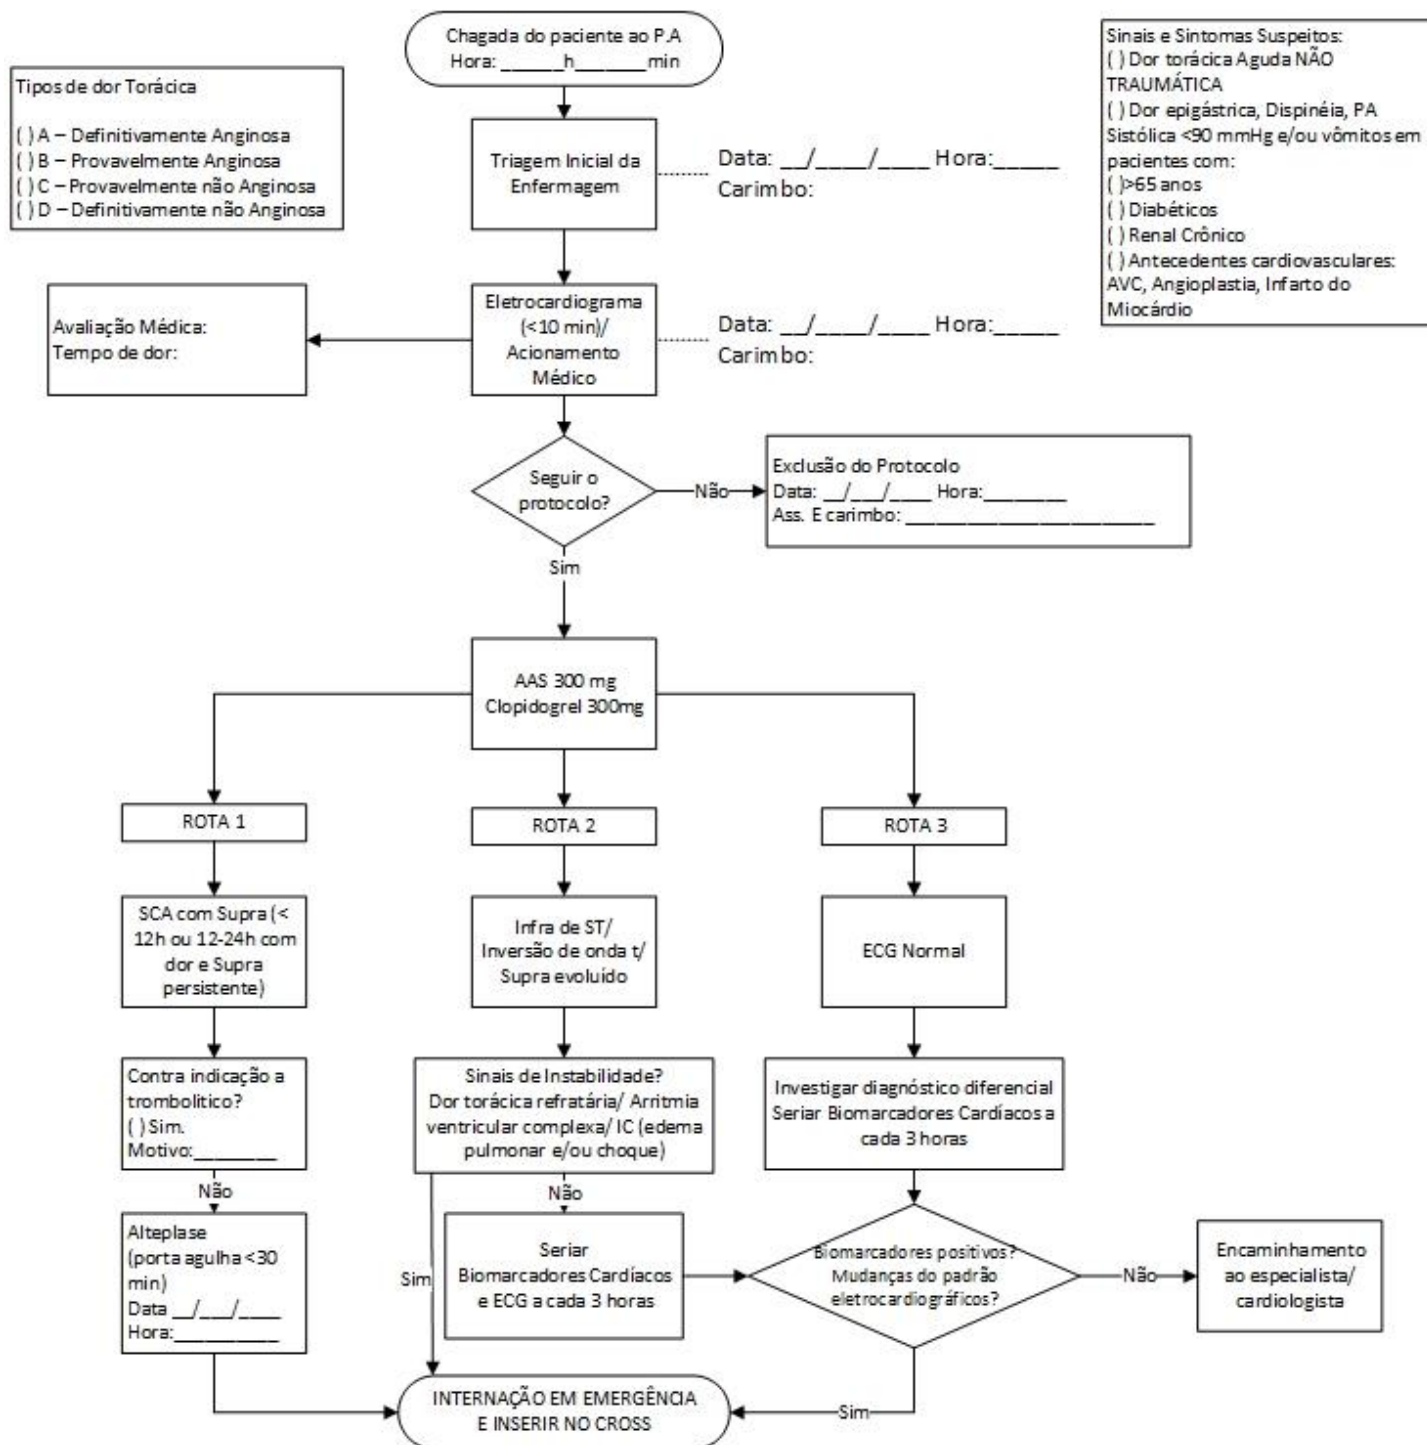 Chagada do paciente ao P.A
Hora: ______h_______min
Tipos de dor Torácica
( ) A – Definitivamente Anginosa
( ) B – Provavelmente Anginosa
( ) C – Provavelmente não Anginosa
( ) D – Definitivamente não Anginosa
Sinais e Sintomas Suspeitos:
( ) Dor torácica Aguda NÃO
TRAUMÁTICA
( ) Dor epigástrica, Dispinéia, PA
Sistólica <90 mmHg e/ou vômitos em
pacientes com:
( )>65 anos
( ) Diabéticos
( ) Renal Crônico
( ) Antecedentes cardiovasculares:
AVC, Angioplastia, Infarto do
Miocárdio
Triagem Inicial da
Enfermagem
Data: __/____/____ Hora:_____
Carimbo:
Avaliação Médica:
Tempo de dor:
Eletrocardiograma
(<10 min)/
Acionamento
Médico
Data: __/____/____ Hora:_____
Carimbo:
Seguir o
protocolo?
Não
Exclusão do Protocolo
Data: __/___/____ Hora:________
Ass. E carimbo: ________________________
Sim
AAS 300 mg
Clopidogrel 300mg
ROTA 1
ROTA 2
ROTA 3
SCA com Supra (<
12h ou 12-24h com
dor e Supra
persistente)
Infra de ST/
Inversão de onda t/
Supra evoluído
ECG Normal
Contra indicação a
trombolitico?
( ) Sim.
Motivo:________
Sinais de Instabilidade?
Dor torácica refratária/ Arritmia
ventricular complexa/ IC (edema
pulmonar e/ou choque)
Investigar diagnóstico diferencial
Seriar Biomarcadores Cardíacos a
cada 3 horas
Não
Não
Alteplase
(porta agulha <30
min)
Data __/___/____
Hora:__________
Sim
Seriar
Biomarcadores Cardíacos
e ECG a cada 3 horas
Biomarcadores positivos?
Mudanças do padrão
eletrocardiográficos?
Não
Encaminhamento
ao especialista/
cardiologista
INTERNAÇÃO EM EMERGÊNCIA
E INSERIR NO CROSS
Sim